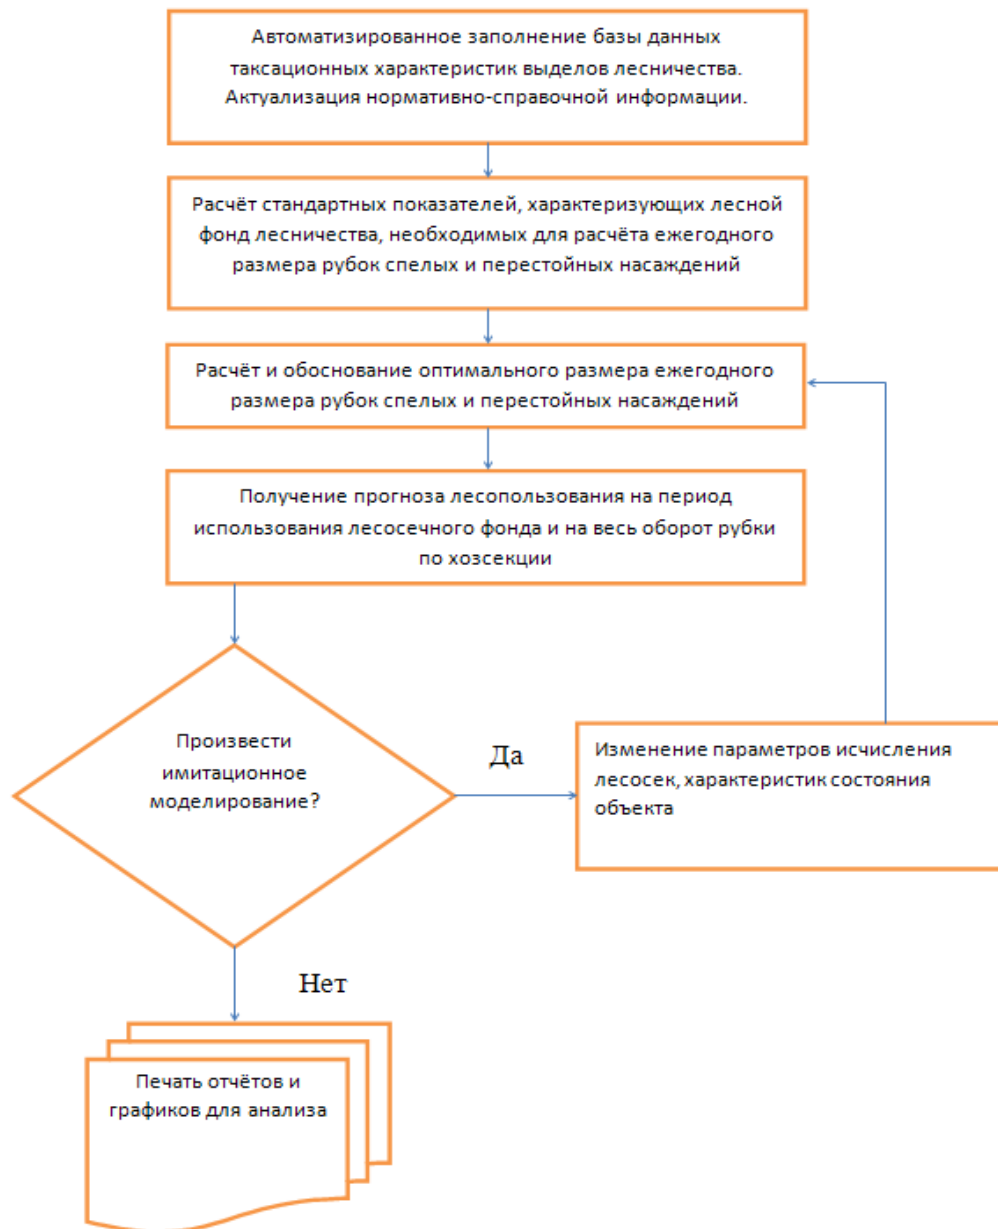 Автоматизированное заполнение базы данных
таксационных характеристик выделов лесничества.
Актуализация нормативно-справочной информации.
Расчёт стандартных показателей, характеризующих лесной
фонд лесничества, необходимых для расчёта ежегодного
размера рубок спелых и перестойных насаждений
Расчёт и обоснование оптимального размера ежегодного
размера рубок спелых и перестойных насаждений
Получение прогноза лесопользования на период
использования лесосечного фонда и на весь оборот рубки
по хозсекции
Произвести
имитационное
моделирование?
Да
Изменение параметров исчисления
лесосек, характеристик состояния
объекта
Нет
Печать отчётов и
графиков для анализа